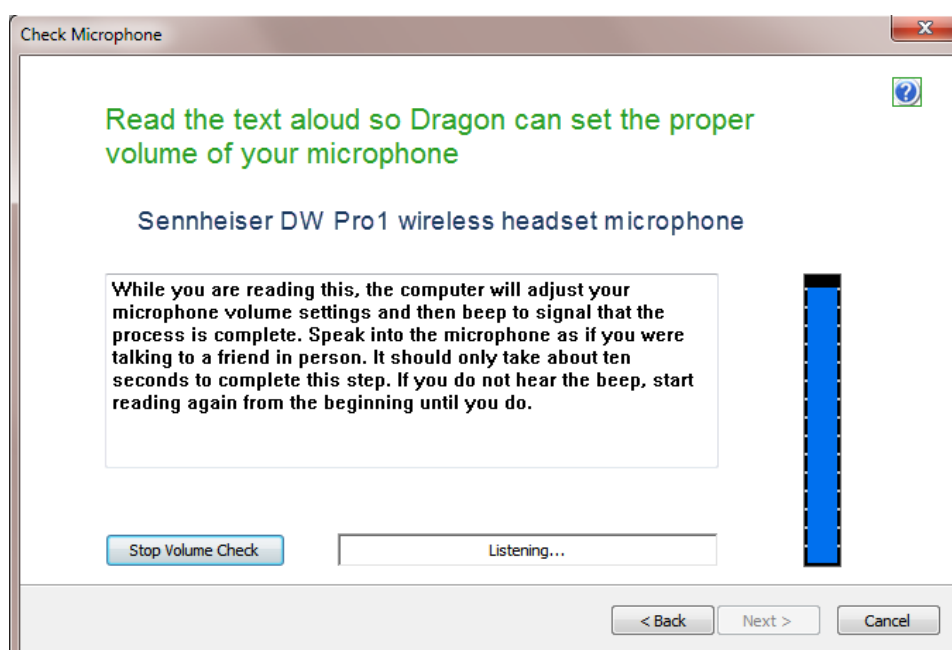 Check Microphone
Read the text aloud so Dragon can set the proper
volume of your microphone
Sennheiser DW Pro1 wireless headset microphone
While you are reading this, the computer will adjust your
microphone volume settings and then beep to signal that the
process is complete. Speak into the microphone as if you were
talking to a friend in person. It should only take about ten
seconds to complete this step. If you do not hear the beep, start
reading again from the beginning until you do.
Stop Volume Check
Listening...
< Back
Next >
Cancel